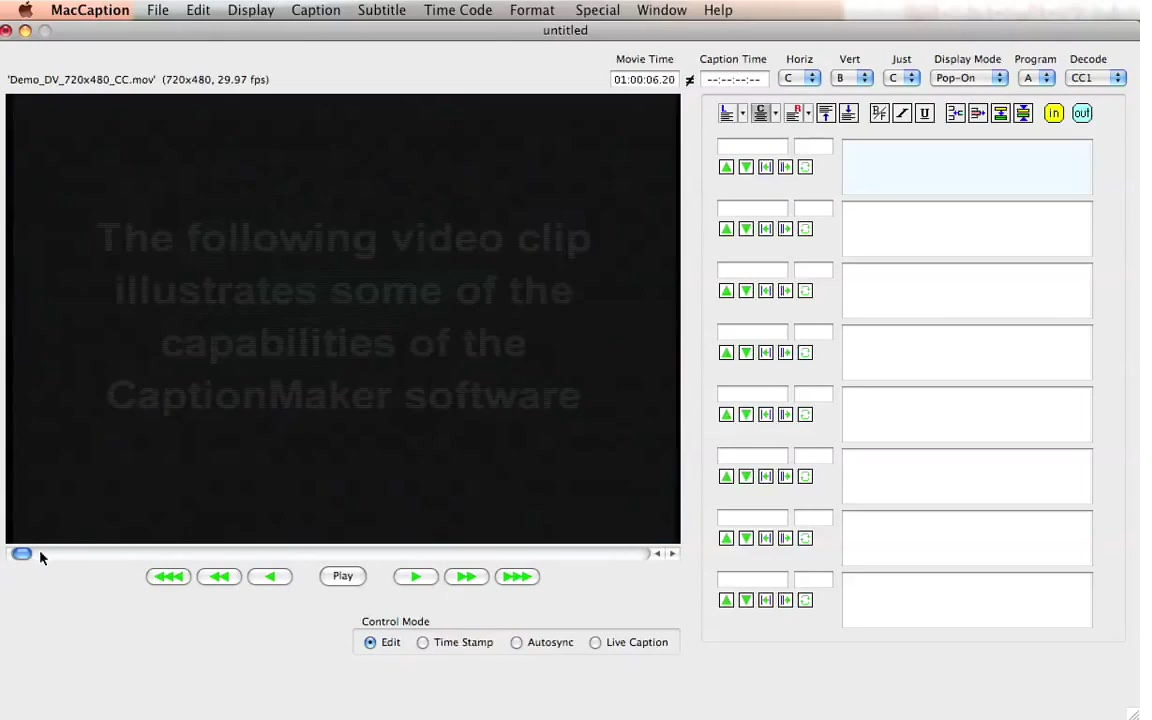 MacCaption File Edit Display Caption Subtitle Time Code Format Special Window Help
untitled
Movie Time Caption Time Horiz Vert Just Display Mode Program Decode
'Demo_DV_720x480_CC.mov' (720x480, 29.97 fps) 01:00:06.20 ≠ --:--:--:-- C B C Pop-On A CC1
L C R B/F I U in out
The following video clip
illustrates some of the
capabilities of the
CaptionMaker software
Play
Control Mode
Edit Time Stamp Autosync Live Caption